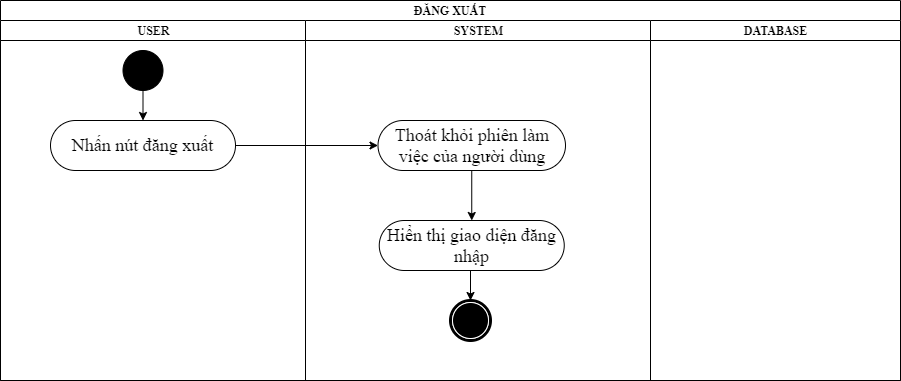 ĐĂNG XUẤT
USER
SYSTEM
DATABASE
Nhấn nút đăng xuất
Thoát khỏi phiên làm
việc của người dùng
Hiển thị giao diện đăng
nhập